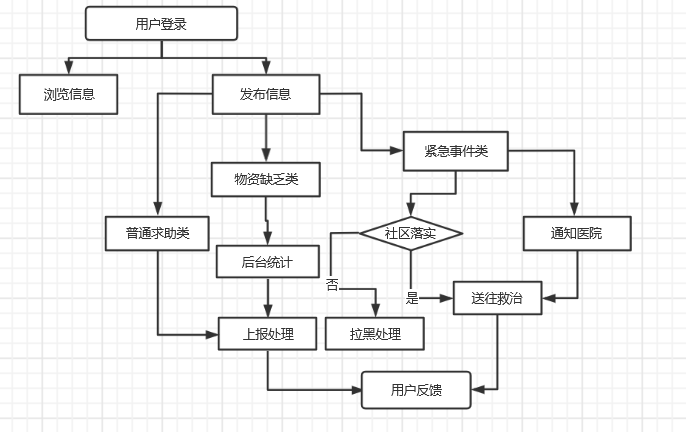 用户登录
浏览信息
发布信息
紧急事件类
物资缺乏类
普通求助类
社区落实
通知医院
后台统计
否
是
送往救治
上报处理
拉黑处理
用户反馈